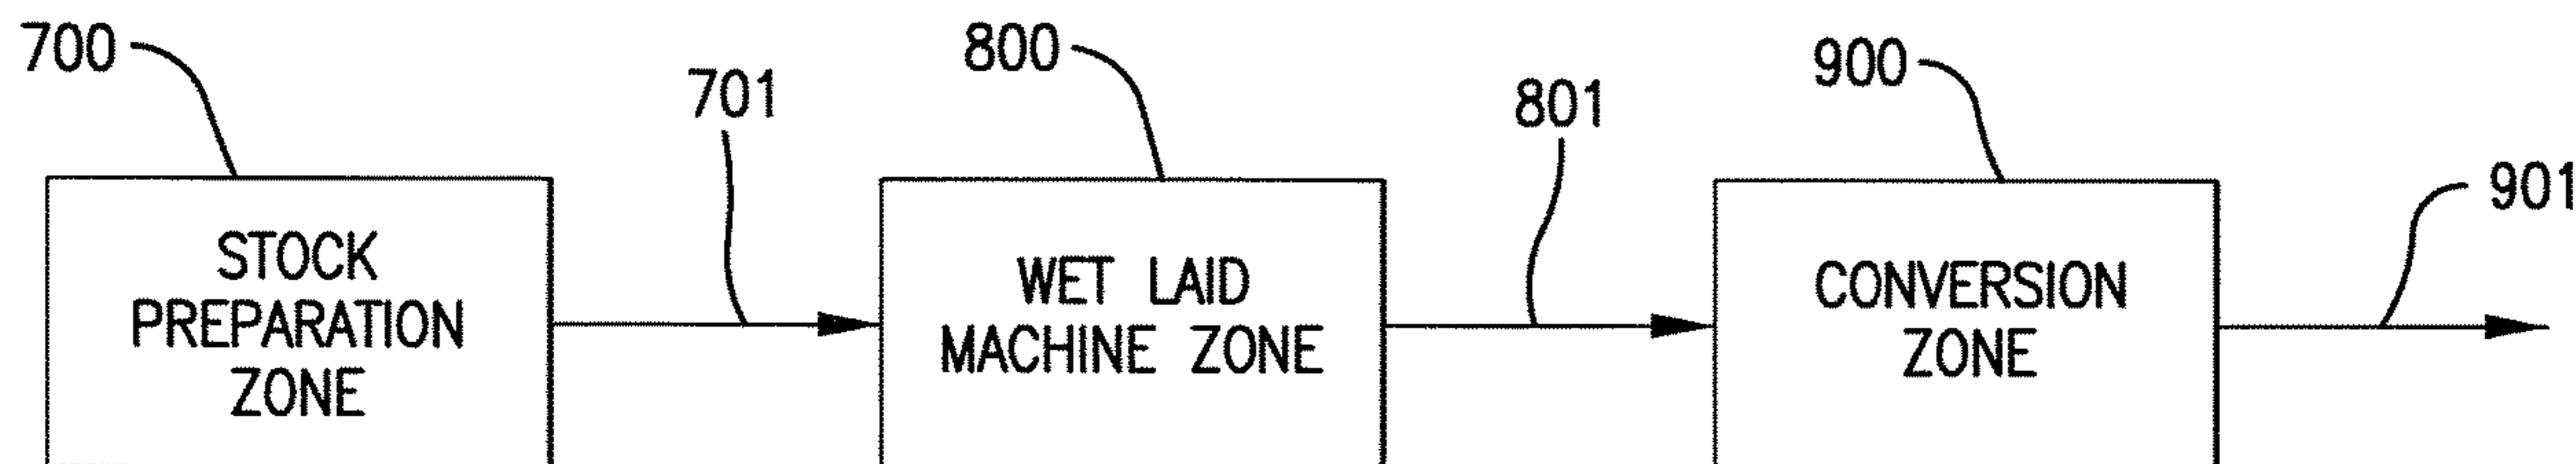 700
701
800
801
900
901
STOCK
PREPARATION
ZONE
WET LAID
MACHINE ZONE
CONVERSION
ZONE